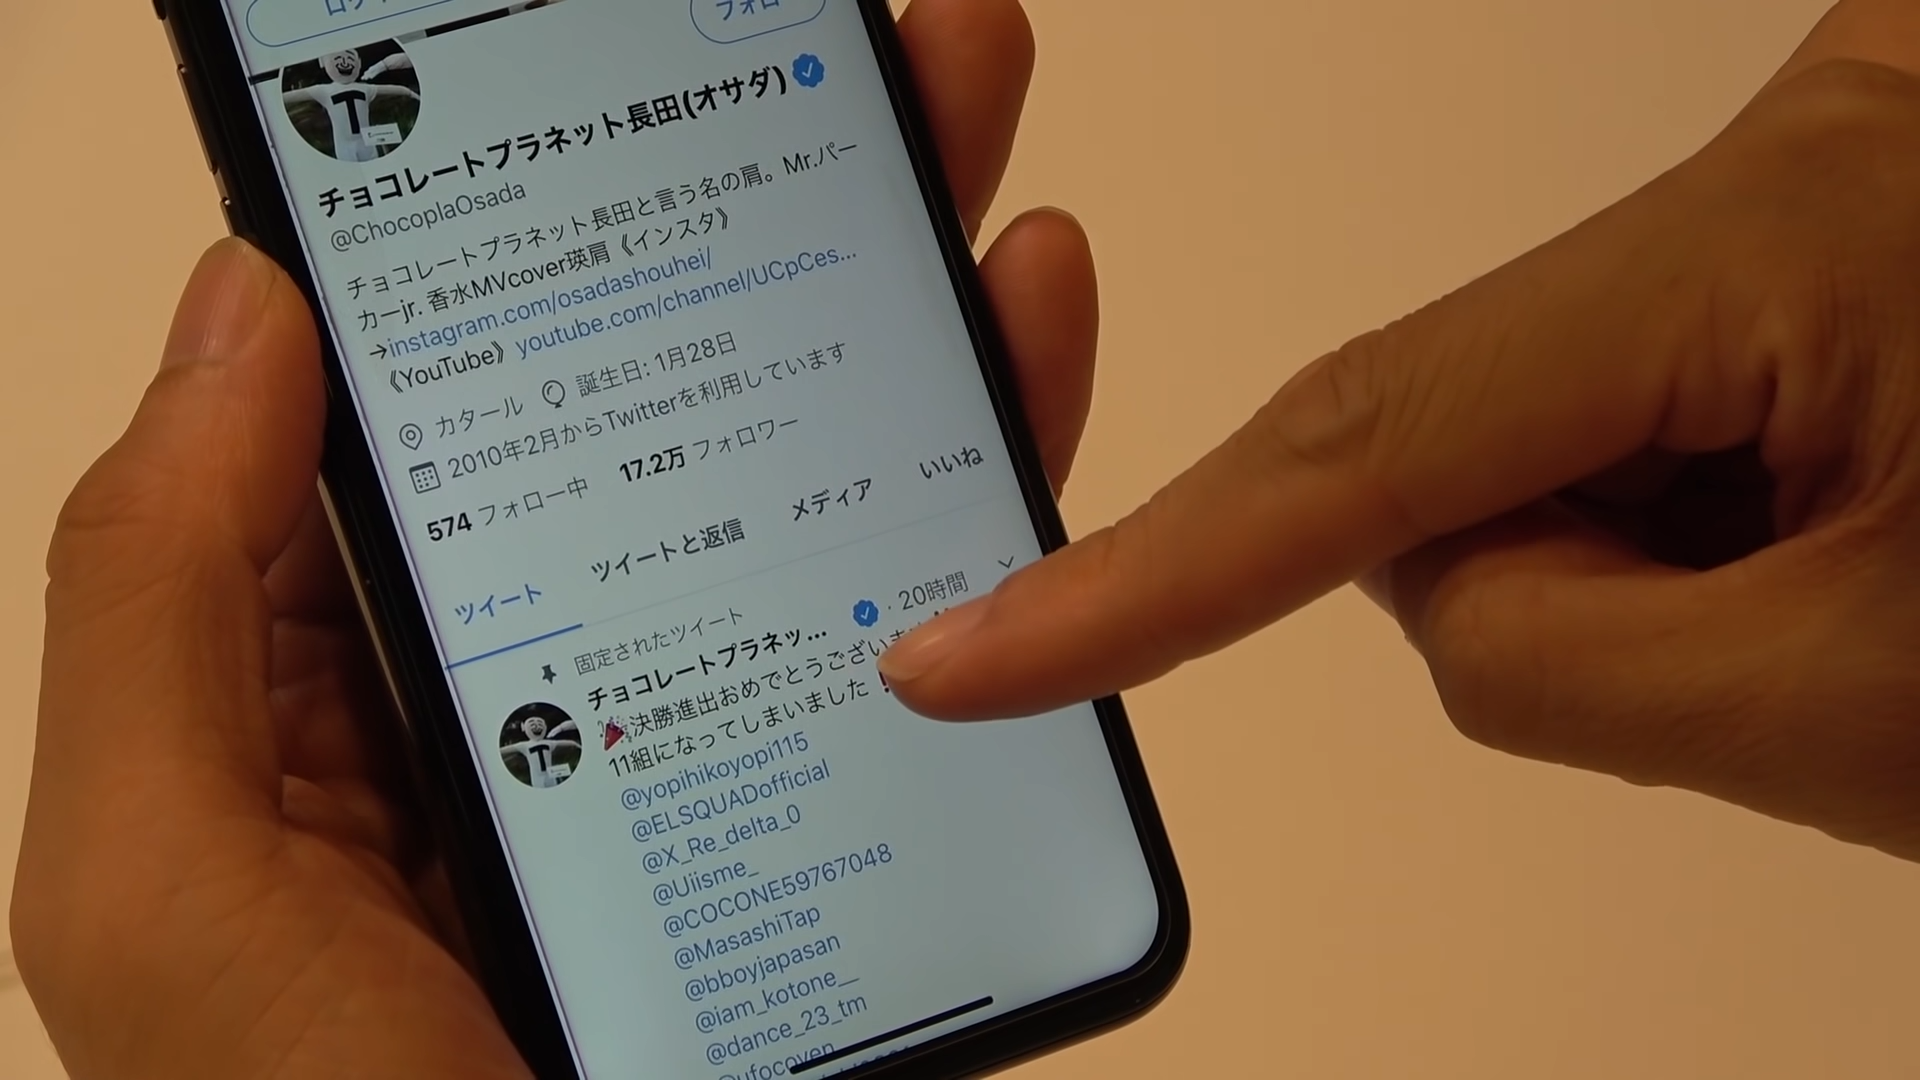 フォロー
チョコレートプラネット長田(オサダ)
@ChocoplaOsada
チョコレートプラネット長田と言う名の肩。Mr.パー
カーjr. 香水MVcover瑛肩《インスタ》
→instagram.com/osadashouhei/
《YouTube》youtube.com/channel/UCpCes…
カタール 誕生日: 1月28日
2010年2月からTwitterを利用しています
574 フォロー中 17.2万 フォロワー
ツイート ツイートと返信 メディア いいね
固定されたツイート
チョコレートプラネッ… · 20時間
🎉決勝進出おめでとうござい
11組になってしまいました❗
@yopihikoyopi115
@ELSQUADofficial
@X_Re_delta_0
@Uiisme_
@COCONE59767048
@MasashiTap
@bboyjapasan
@iam_kotone__
@dance_23_tm
T
T